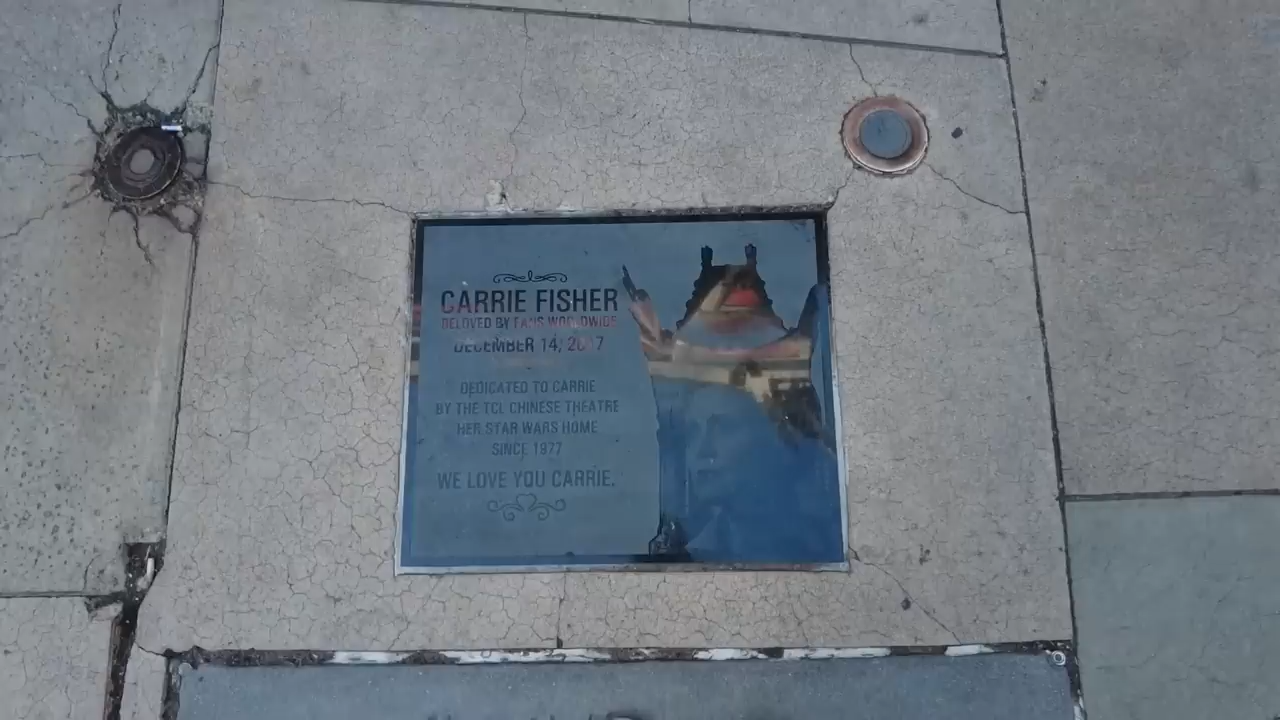 CARRIE FISHER
BELOVED BY FANS WORLDWIDE
DECEMBER 14, 2017
DEDICATED TO CARRIE
BY THE TCL CHINESE THEATRE
HER STAR WARS HOME
SINCE 1977
WE LOVE YOU CARRIE.